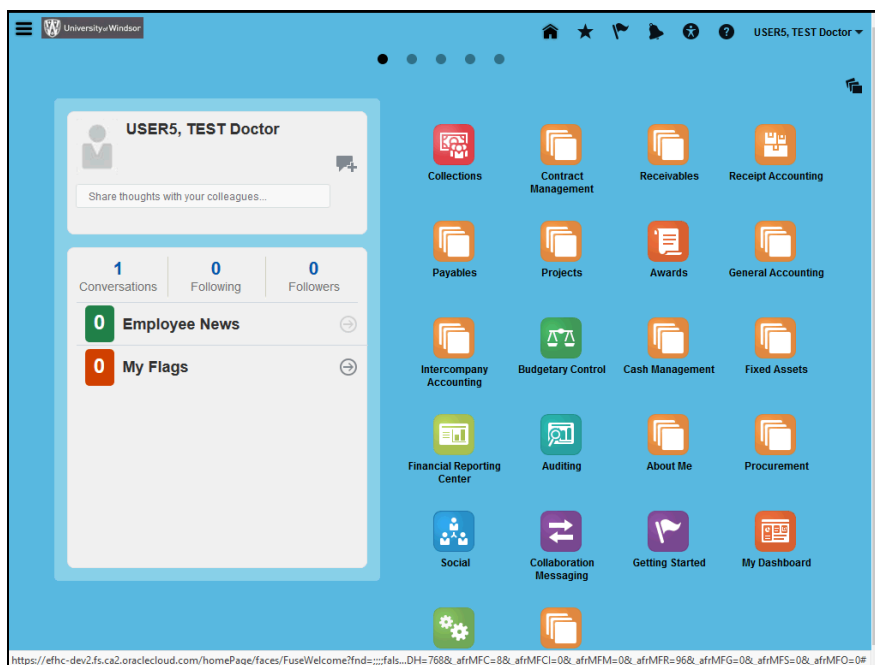 University of Windsor
USER5, TEST Doctor
USER5, TEST Doctor
Share thoughts with your colleagues...
1
Conversations
0
Following
0
Followers
0 Employee News
0 My Flags
Collections
Contract
Management
Receivables
Receipt Accounting
Payables
Projects
Awards
General Accounting
Intercompany
Accounting
Budgetary Control
Cash Management
Fixed Assets
Financial Reporting
Center
Auditing
About Me
Procurement
Social
Collaboration
Messaging
Getting Started
My Dashboard
https://efhc-dev2.fs.ca2.oraclecloud.com/homePage/faces/FuseWelcome?fnd=;;;;fals...DH=768&_afrMFC=8&_afrMFCI=0&_afrMFM=0&_afrMFR=96&_afrMFG=0&_afrMFS=0&_afrMFO=0#